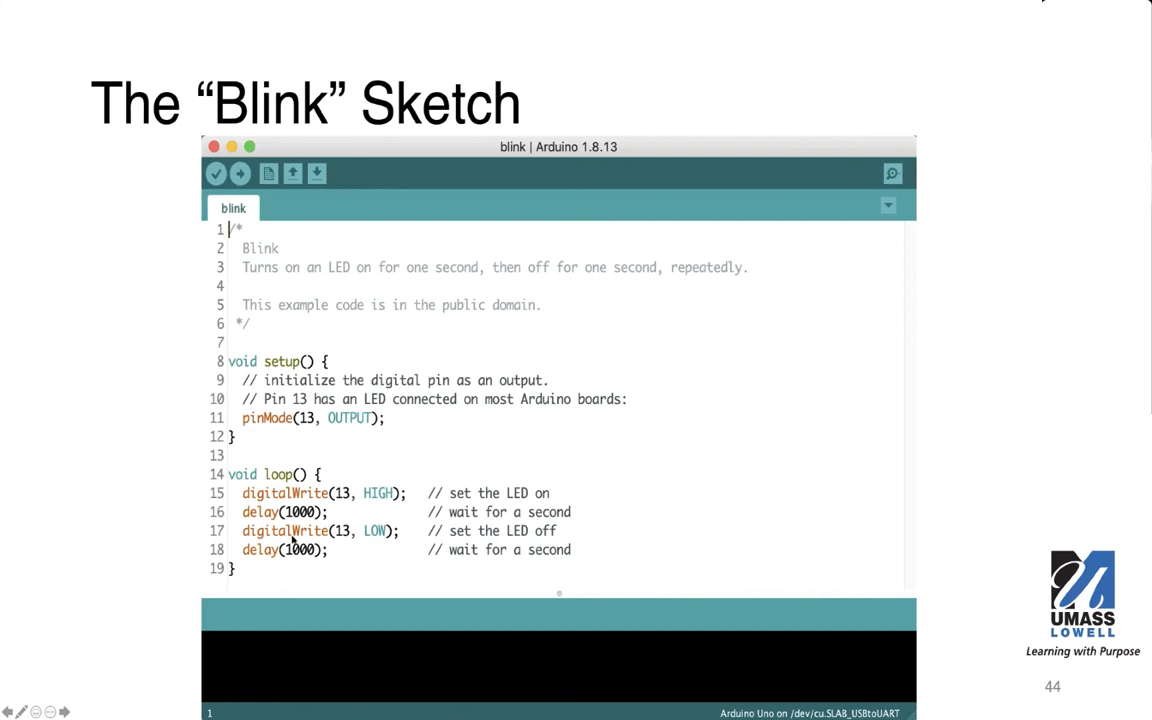 The “Blink” Sketch
blink | Arduino 1.8.13
blink
1 /*
2   Blink
3   Turns on an LED on for one second, then off for one second, repeatedly.
4
5   This example code is in the public domain.
6  */
7
8 void setup() {
9   // initialize the digital pin as an output.
10   // Pin 13 has an LED connected on most Arduino boards:
11   pinMode(13, OUTPUT);
12 }
13
14 void loop() {
15   digitalWrite(13, HIGH);   // set the LED on
16   delay(1000);              // wait for a second
17   digitalWrite(13, LOW);    // set the LED off
18   delay(1000);              // wait for a second
19 }
1
Arduino Uno on /dev/cu.SLAB_USBtoUART
UMASS
LOWELL
Learning with Purpose
44